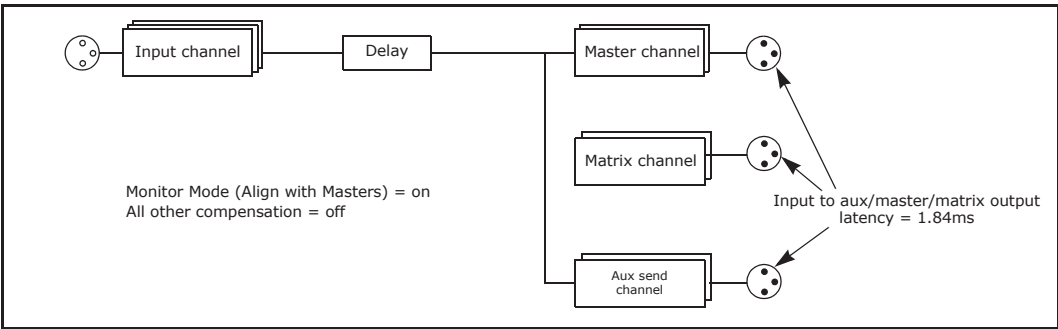 Input channel
Delay
Master channel
Matrix channel
Monitor Mode (Align with Masters) = on
All other compensation = off
Input to aux/master/matrix output
latency = 1.84ms
Aux send
channel